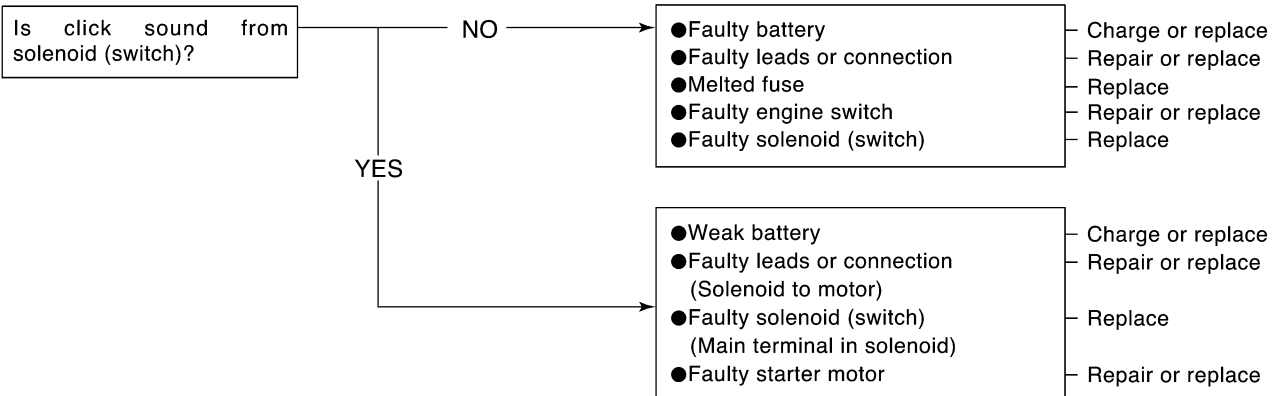 Is click sound from
solenoid (switch)?
NO
●Faulty battery
Charge or replace
●Faulty leads or connection
Repair or replace
●Melted fuse
Replace
●Faulty engine switch
Repair or replace
●Faulty solenoid (switch)
Replace
YES
●Weak battery
Charge or replace
●Faulty leads or connection
Repair or replace
(Solenoid to motor)
●Faulty solenoid (switch)
Replace
(Main terminal in solenoid)
●Faulty starter motor
Repair or replace